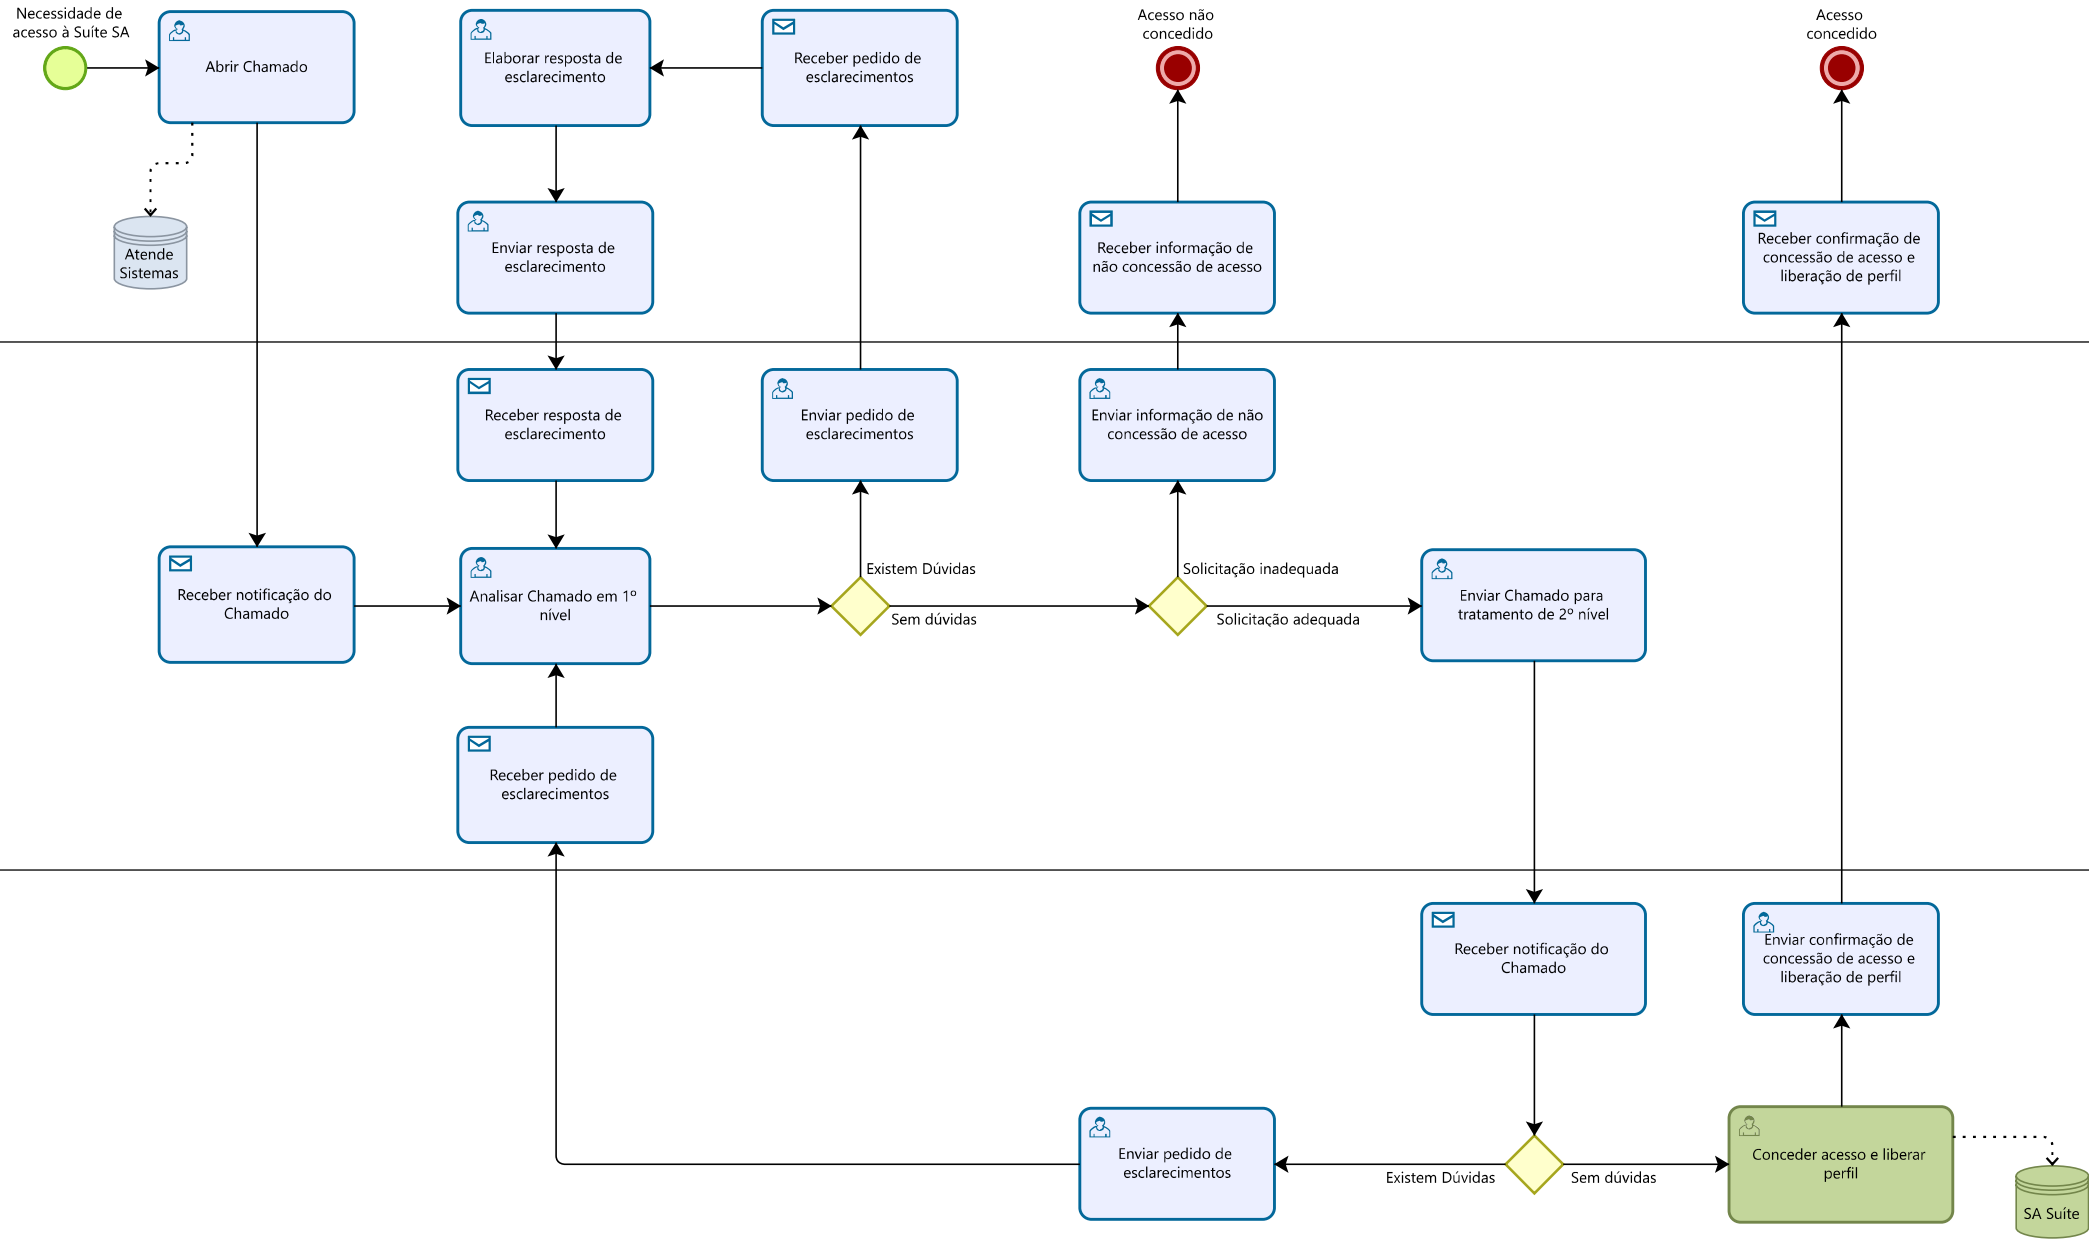 Necessidade de
acesso à Suíte SA
Abrir Chamado
Elaborar resposta de
esclarecimento
Receber pedido de
esclarecimentos
Acesso não
concedido
Acesso
concedido
Atende
Sistemas
Enviar resposta de
esclarecimento
Receber informação de
não concessão de acesso
Receber confirmação de
concessão de acesso e
liberação de perfil
Receber resposta de
esclarecimento
Enviar pedido de
esclarecimentos
Enviar informação de não
concessão de acesso
Receber notificação do
Chamado
Analisar Chamado em 1º
nível
Existem Dúvidas
Sem dúvidas
Solicitação inadequada
Solicitação adequada
Enviar Chamado para
tratamento de 2º nível
Receber pedido de
esclarecimentos
Receber notificação do
Chamado
Enviar confirmação de
concessão de acesso e
liberação de perfil
Enviar pedido de
esclarecimentos
Existem Dúvidas
Sem dúvidas
Conceder acesso e liberar
perfil
SA Suíte